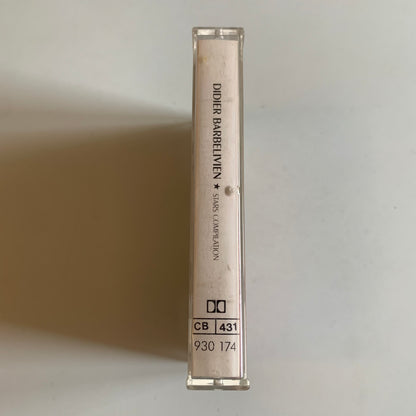 DIDIER BARBELIVIEN ★ STARS COMPILATION
CB 431
930 174